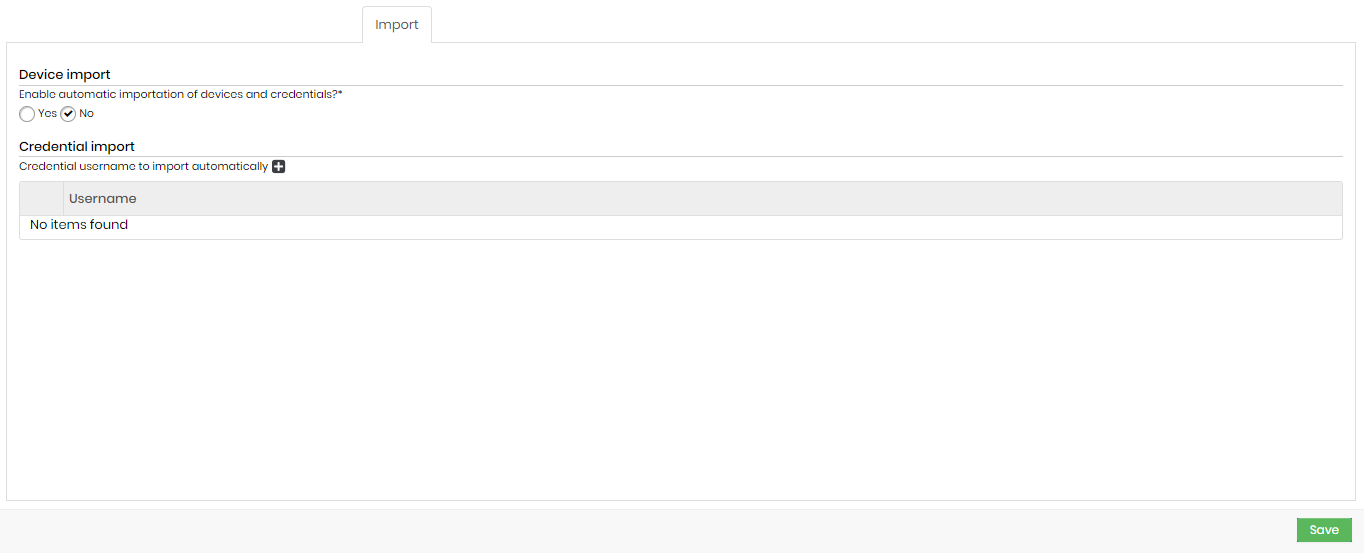 Import
Device import
Enable automatic importation of devices and credentials?*
Yes No
Credential import
Credential username to import automatically
Username
No items found
Save